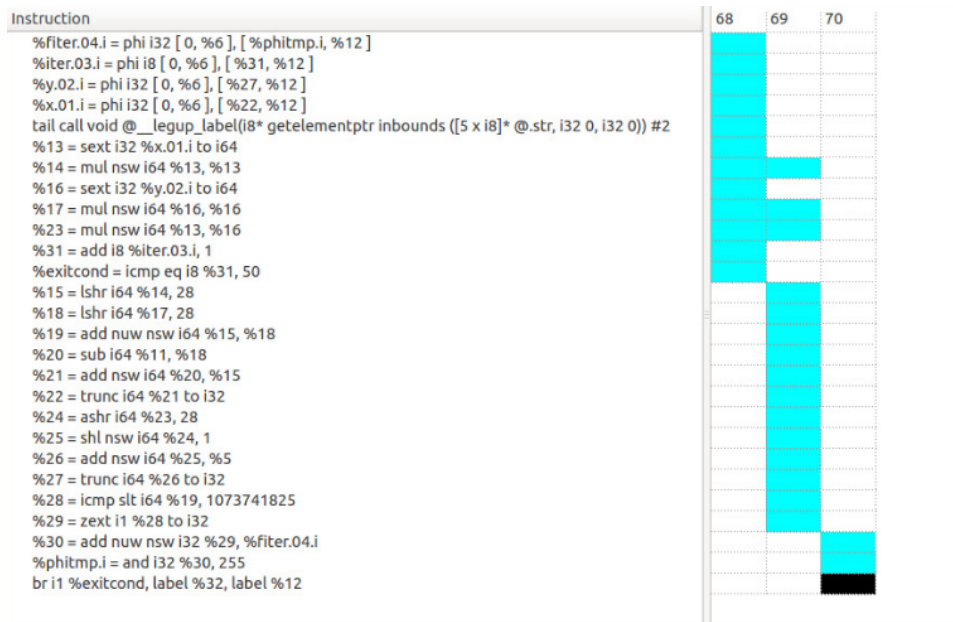 Instruction 68 69 70
%fiter.04.i = phi i32 [ 0, %6 ], [ %phitmp.i, %12 ]
%iter.03.i = phi i8 [ 0, %6 ], [ %31, %12 ]
%y.02.i = phi i32 [ 0, %6 ], [ %27, %12 ]
%x.01.i = phi i32 [ 0, %6 ], [ %22, %12 ]
tail call void @__legup_label(i8* getelementptr inbounds ([5 x i8]* @.str, i32 0, i32 0)) #2
%13 = sext i32 %x.01.i to i64
%14 = mul nsw i64 %13, %13
%16 = sext i32 %y.02.i to i64
%17 = mul nsw i64 %16, %16
%23 = mul nsw i64 %13, %16
%31 = add i8 %iter.03.i, 1
%exitcond = icmp eq i8 %31, 50
%15 = lshr i64 %14, 28
%18 = lshr i64 %17, 28
%19 = add nuw nsw i64 %15, %18
%20 = sub i64 %11, %18
%21 = add nsw i64 %20, %15
%22 = trunc i64 %21 to i32
%24 = ashr i64 %23, 28
%25 = shl nsw i64 %24, 1
%26 = add nsw i64 %25, %5
%27 = trunc i64 %26 to i32
%28 = icmp slt i64 %19, 1073741825
%29 = zext i1 %28 to i32
%30 = add nuw nsw i32 %29, %fiter.04.i
%phitmp.i = and i32 %30, 255
br i1 %exitcond, label %32, label %12